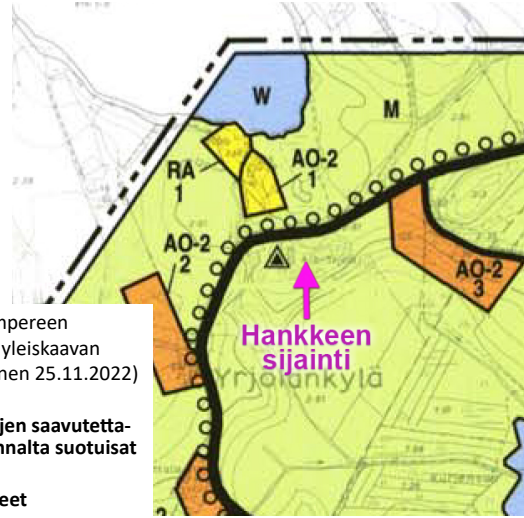 W
M
RA
1
AO-2
1
AO-2
2
AO-2
3
Hankkeen
sijainti
Yrjölänkylä
mpereen
yleiskaavan
nen 25.11.2022)
jen saavutetta-
nnalta suotuisat
eet